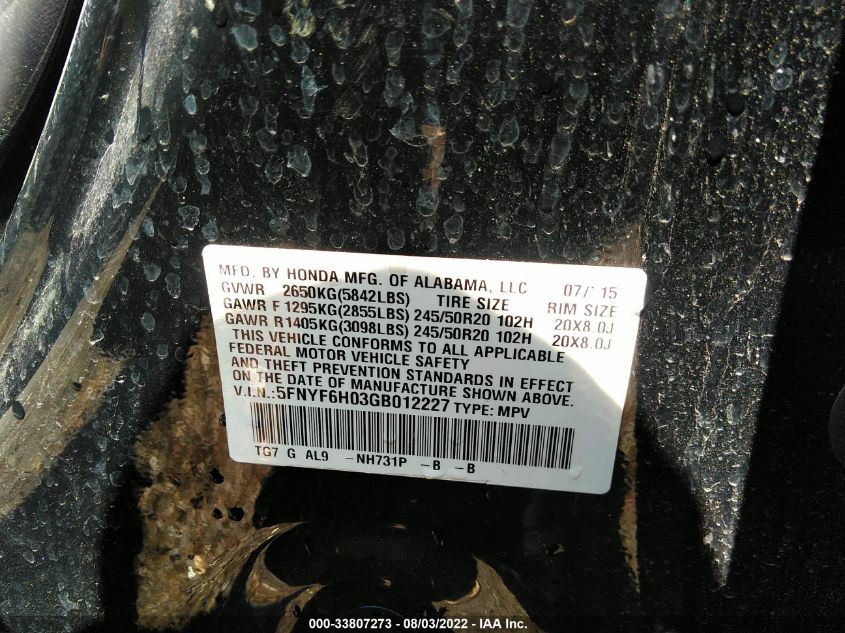 MFD. BY HONDA MFG. OF ALABAMA, LLC 07/15
GVWR 2650KG(5842LBS) TIRE SIZE RIM SIZE
GAWR F 1295KG(2855LBS) 245/50R20 102H 20X8.0J
GAWR R1405KG(3098LBS) 245/50R20 102H 20X8.0J
THIS VEHICLE CONFORMS TO ALL APPLICABLE
FEDERAL MOTOR VEHICLE SAFETY
AND THEFT PREVENTION STANDARDS IN EFFECT
ON THE DATE OF MANUFACTURE SHOWN ABOVE.
V.I.N.:5FNYF6H03GB012227 TYPE: MPV
TG7 G AL9 -NH731P -B -B
000-33807273 - 08/03/2022 - IAA Inc.